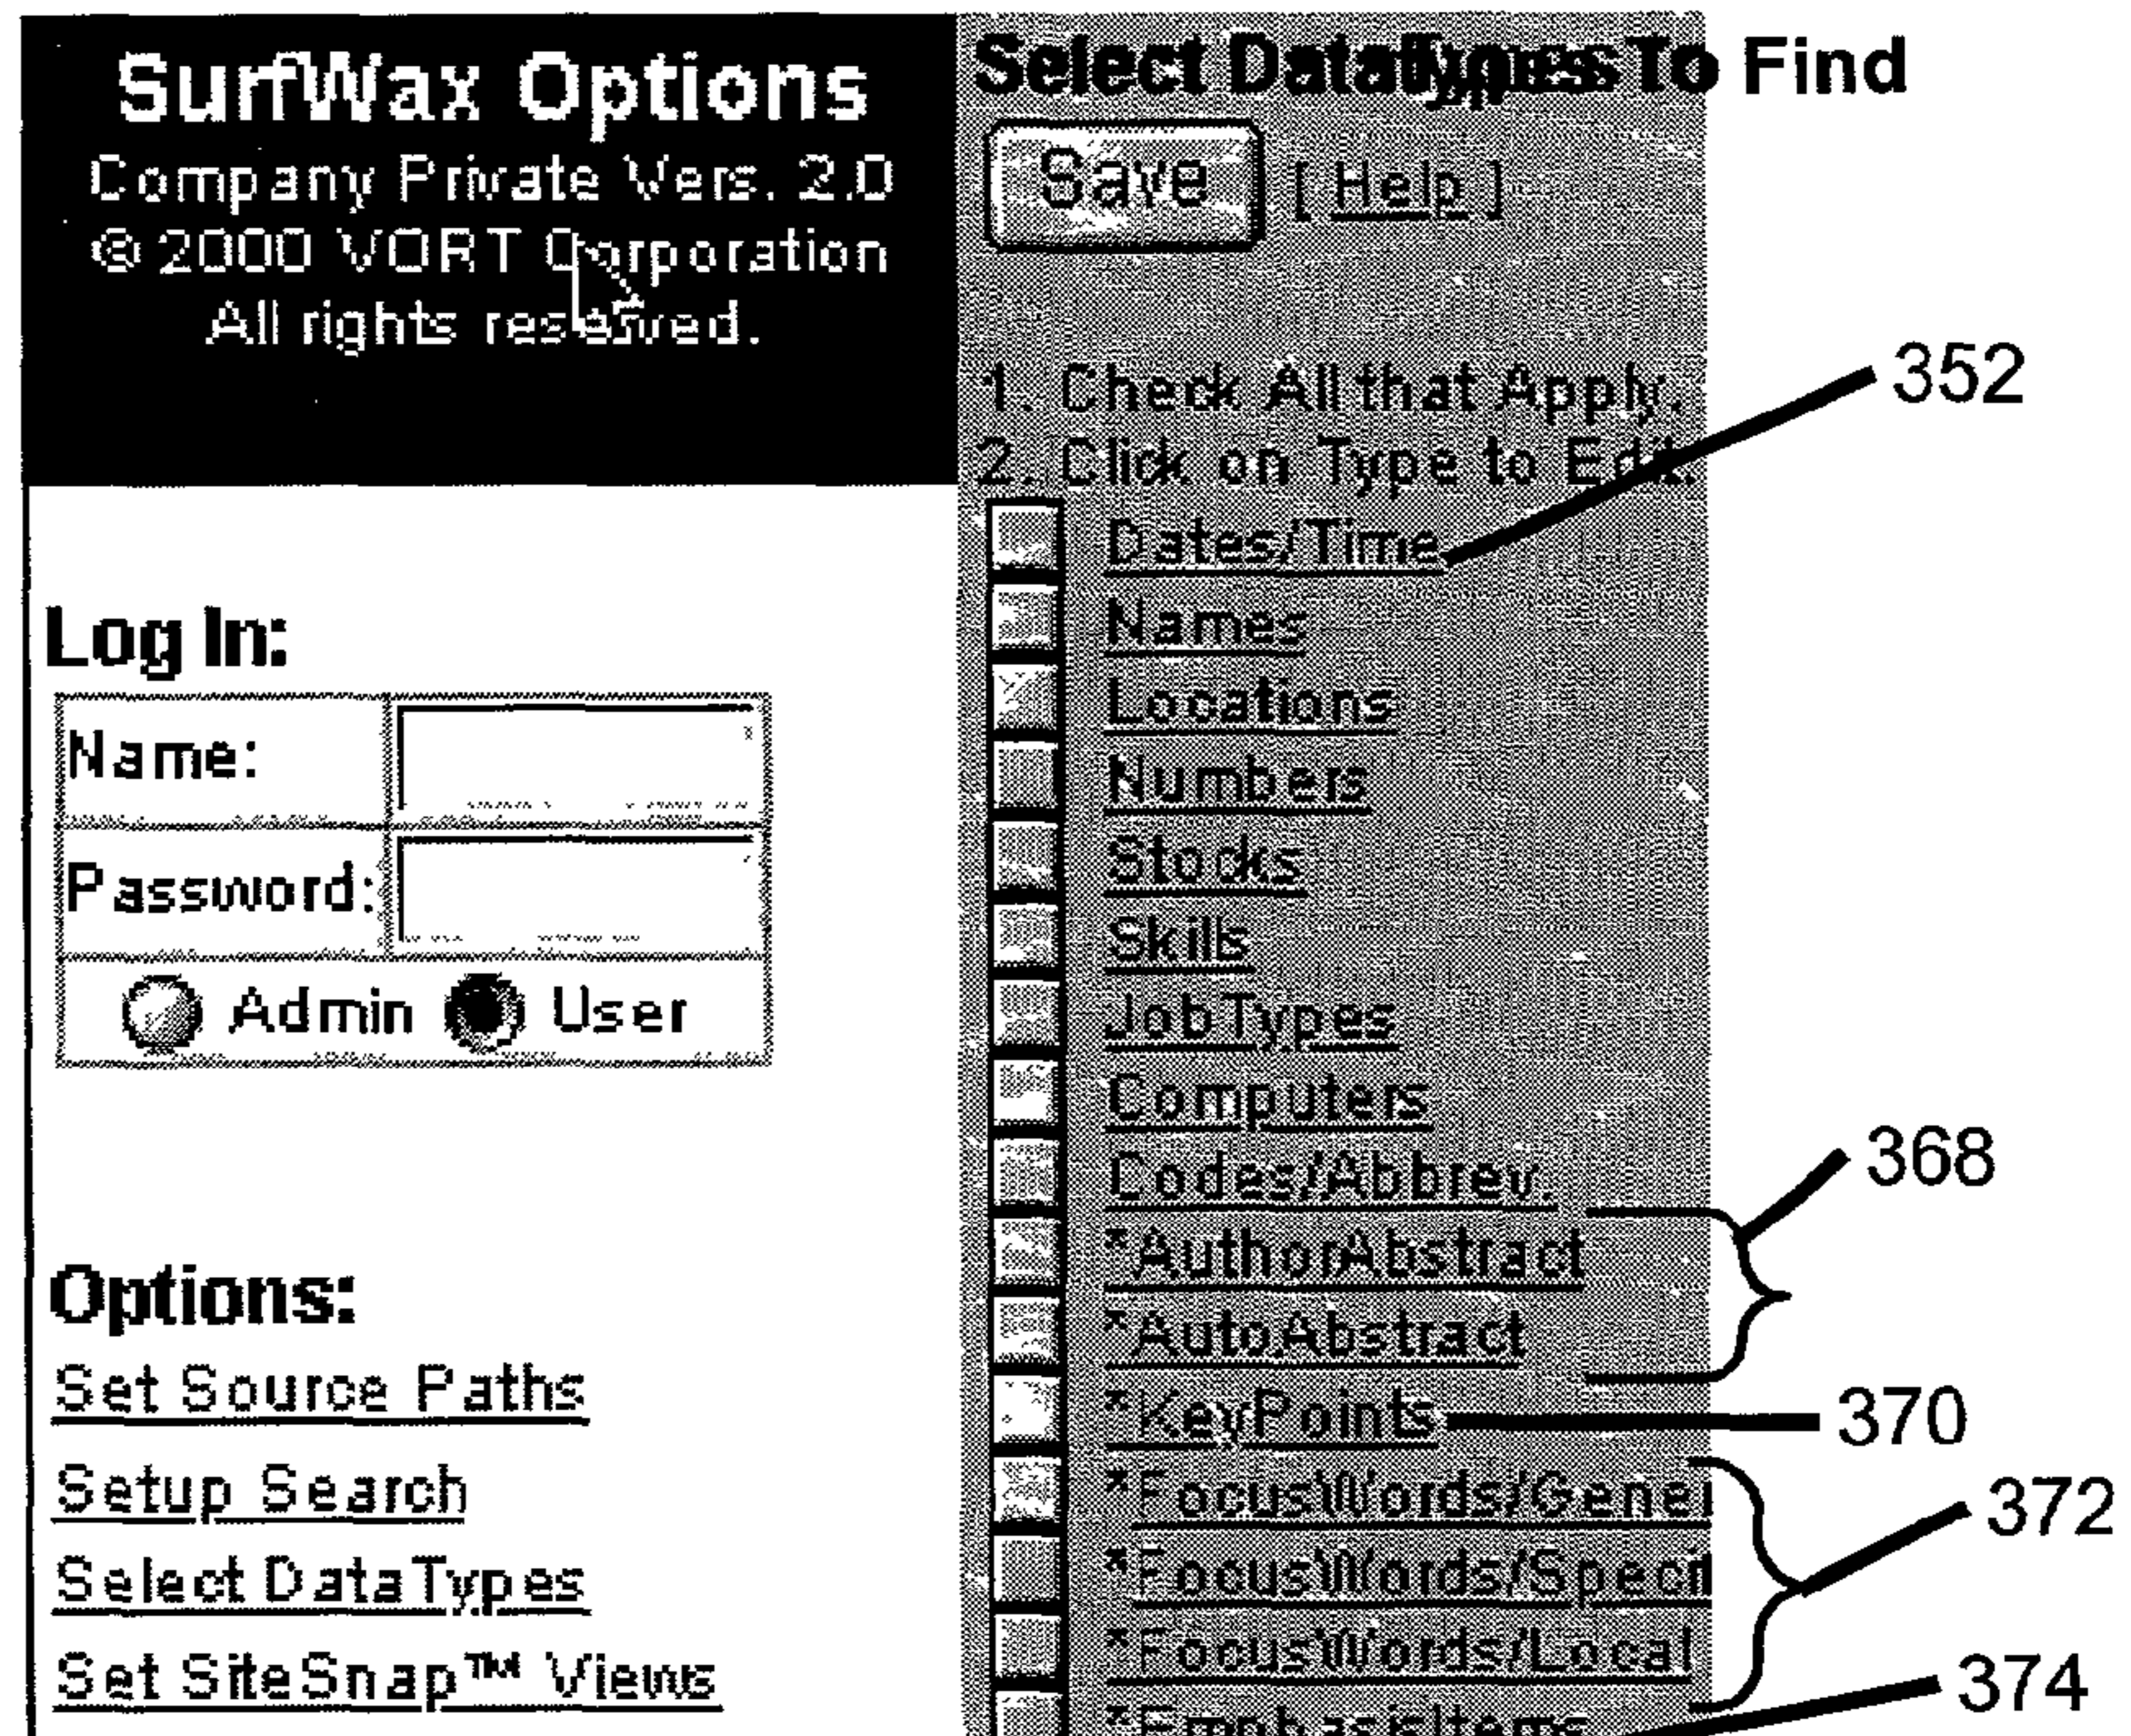 SurfWax Options
Company Private Vers. 2.0
© 2000 VORT Corporation
All rights reserved.
Log In:
Name:
Password:
Admin User
Options:
Set Source Paths
Setup Search
Select DataTypes
Set SiteSnap™ Views
Select Datatypes To Find
Save [ Help ]
1. Check All that Apply.
2. Click on Type to Edit.
Dates/Time
Names
Locations
Numbers
Stocks
Skills
JobTypes
Computers
Codes/Abbrev.
*AuthorAbstract
*AutoAbstract
*KeyPoints
*FocusWords/Gener
*FocusWords/Specif
*FocusWords/Local
*EmphasisItems
352
368
370
372
374